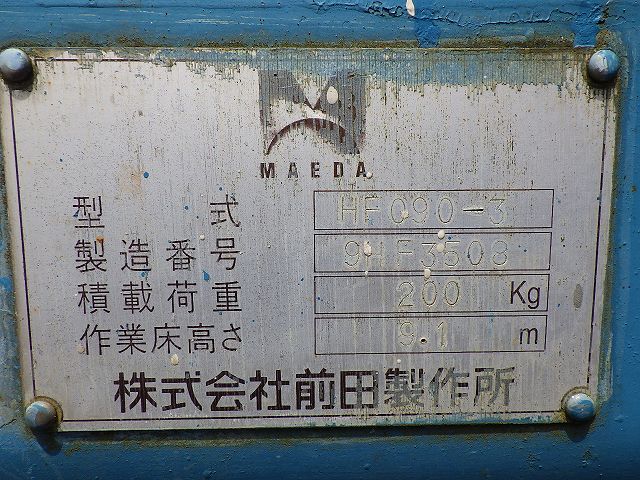 MAEDA
型式 HF090-3
製造番号 9HF3503
積載荷重 200 Kg
作業床高さ 9.1 m
株式会社前田製作所